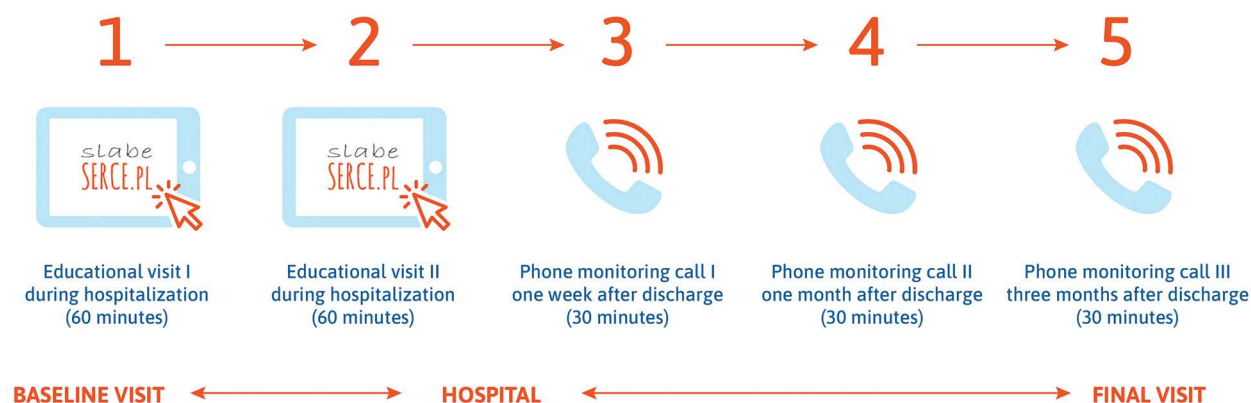 1
2
3
4
5
slabe
SERCE.PL
slabe
SERCE.PL
Educational visit I
during hospitalization
(60 minutes)
Educational visit II
during hospitalization
(60 minutes)
Phone monitoring call I
one week after discharge
(30 minutes)
Phone monitoring call II
one month after discharge
(30 minutes)
Phone monitoring call III
three months after discharge
(30 minutes)
BASELINE VISIT
HOSPITAL
FINAL VISIT